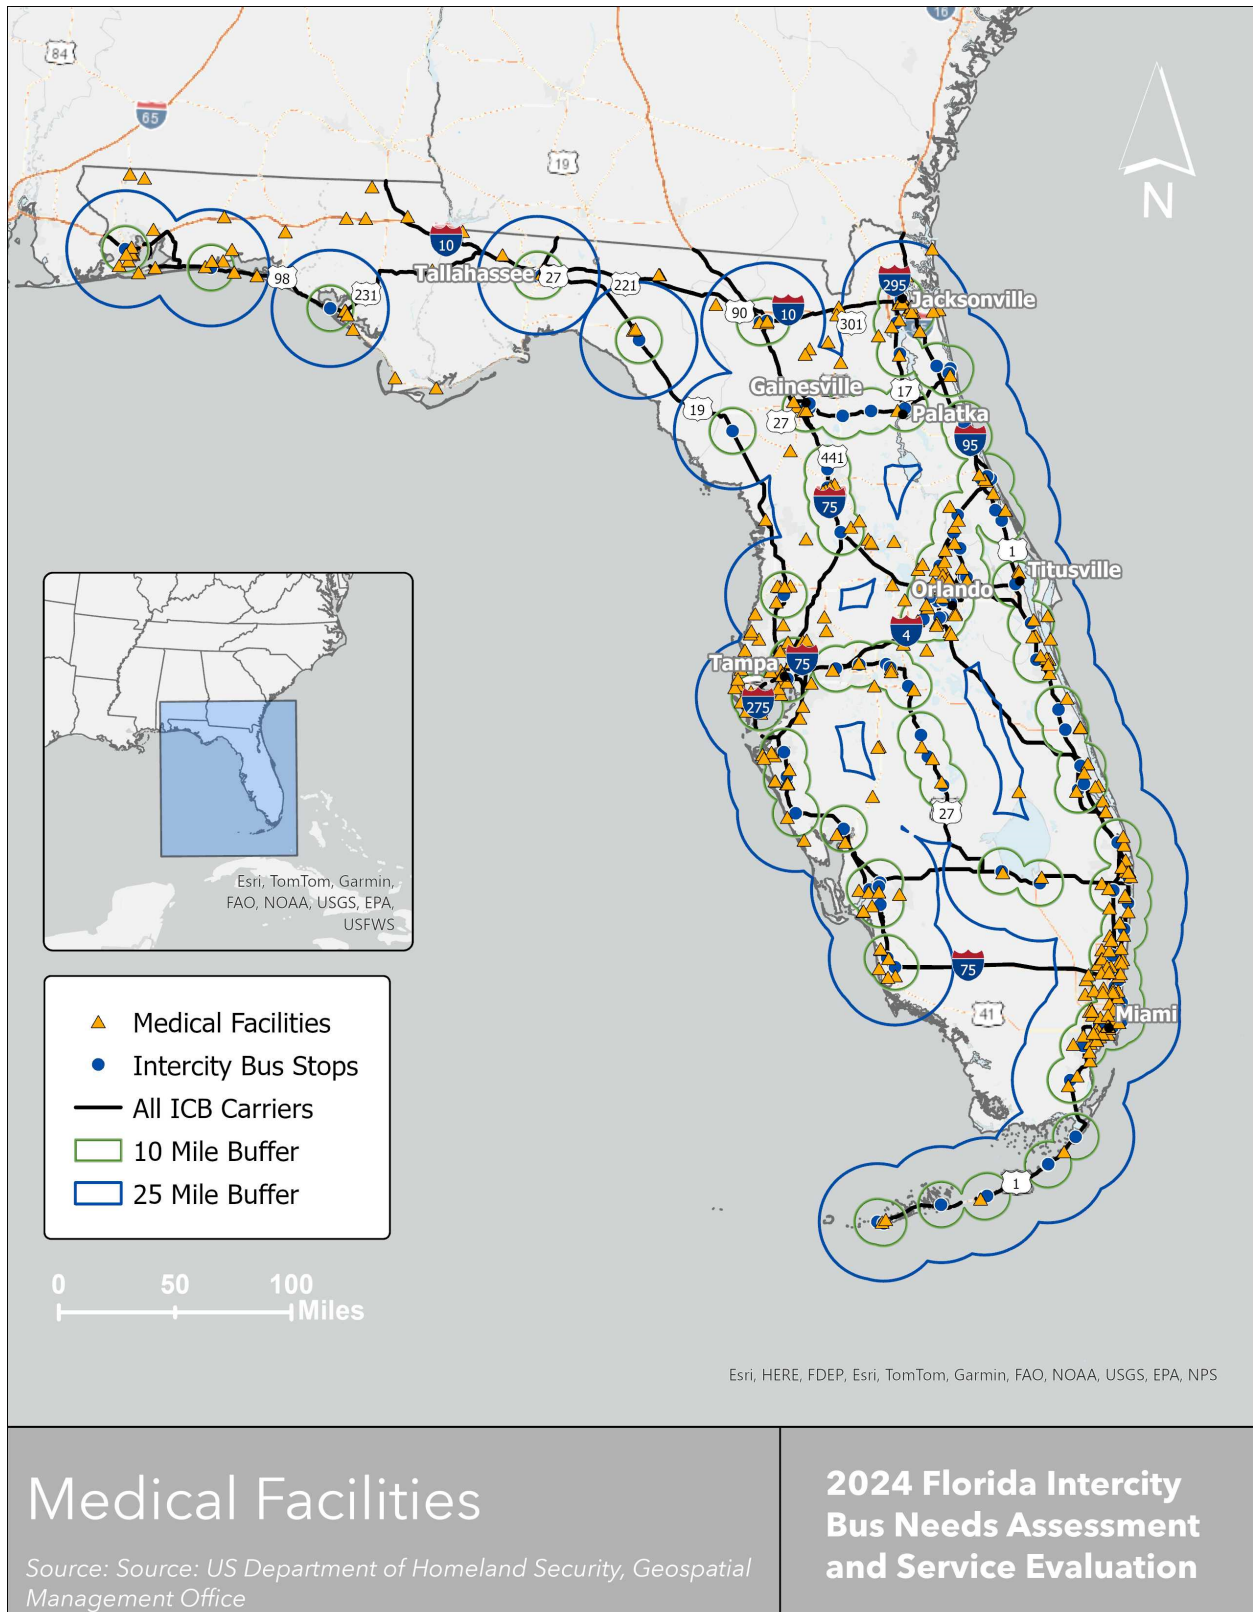 16
84
65
19
N
10
Tallahassee
27
98
231
221
90
10
301
295
Jacksonville
Gainesville
17
27
Palatka
19
95
441
75
1
Titusville
Orlando
4
Tampa
75
275
27
75
41
Miami
1
Esri, TomTom, Garmin,
FAO, NOAA, USGS, EPA,
USFWS
Medical Facilities
Intercity Bus Stops
All ICB Carriers
10 Mile Buffer
25 Mile Buffer
0 50 100
Miles
Esri, HERE, FDEP, Esri, TomTom, Garmin, FAO, NOAA, USGS, EPA, NPS
Medical Facilities
Source: Source: US Department of Homeland Security, Geospatial
Management Office
2024 Florida Intercity
Bus Needs Assessment
and Service Evaluation